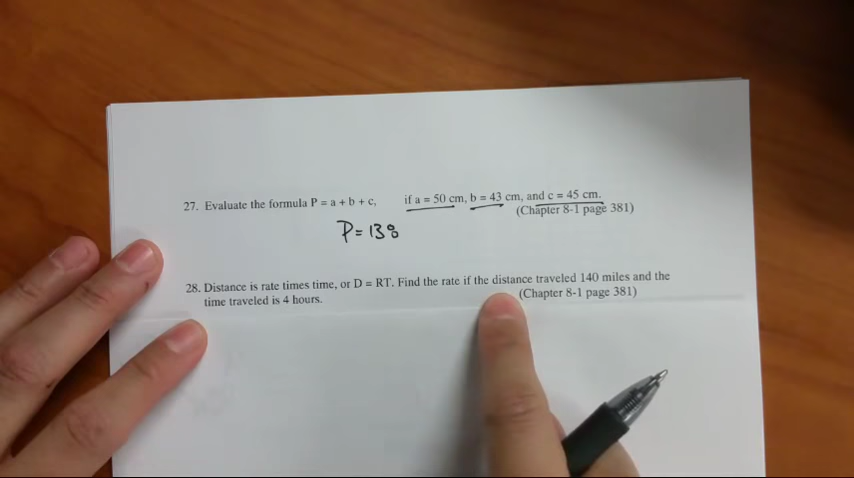 27. Evaluate the formula P = a + b + c, if a = 50 cm, b = 43 cm, and c = 45 cm.
(Chapter 8-1 page 381)
P = 138
28. Distance is rate times time, or D = RT. Find the rate if the distance traveled 140 miles and the
time traveled is 4 hours. (Chapter 8-1 page 381)